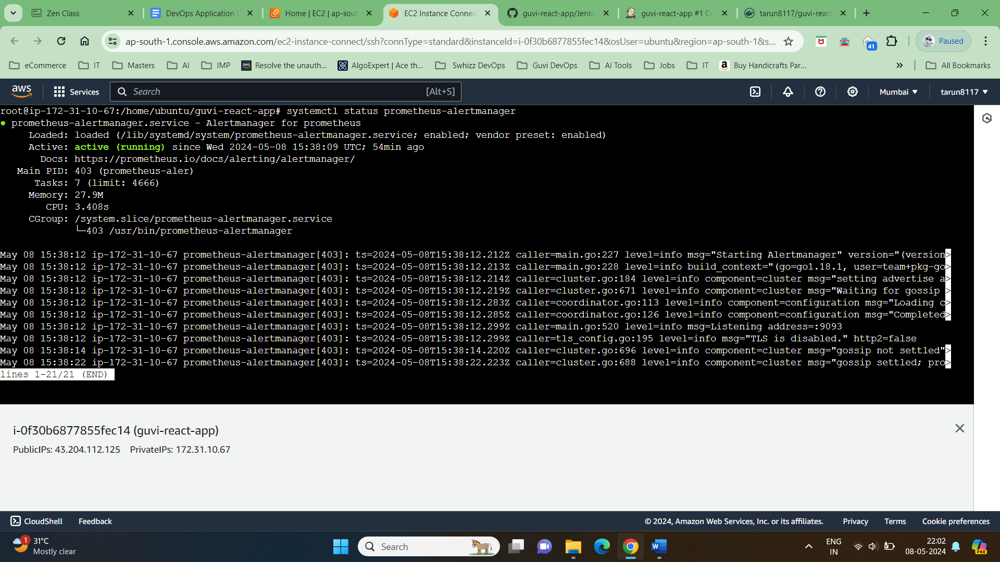 Zen Class
DevOps Application D
Home | EC2 | ap-sout
EC2 Instance Connec
guvi-react-app/Jenki
guvi-react-app #1 Co
tarun8117/guvi-react
ap-south-1.console.aws.amazon.com/ec2-instance-connect/ssh?connType=standard&instanceId=i-0f30b6877855fec14&osUser=ubuntu&region=ap-south-1&s...
41
Paused
eCommerce
IT
Masters
AI
IMP
aws
Resolve the unauth...
AlgoExpert | Ace th...
Swhizz DevOps
Guvi DevOps
AI Tools
Jobs
IT
Buy Handicrafts Par...
»
All Bookmarks
aws
Services
Search
[Alt+S]
Mumbai
tarun8117
root@ip-172-31-10-67:/home/ubuntu/guvi-react-app# systemctl status prometheus-alertmanager
● prometheus-alertmanager.service - Alertmanager for prometheus
Loaded: loaded (/lib/systemd/system/prometheus-alertmanager.service; enabled; vendor preset: enabled)
Active: active (running) since Wed 2024-05-08 15:38:09 UTC; 54min ago
Docs: https://prometheus.io/docs/alerting/alertmanager/
Main PID: 403 (prometheus-aler)
Tasks: 7 (limit: 4666)
Memory: 27.9M
CPU: 3.408s
CGroup: /system.slice/prometheus-alertmanager.service
└─403 /usr/bin/prometheus-alertmanager
May 08 15:38:12 ip-172-31-10-67 prometheus-alertmanager[403]: ts=2024-05-08T15:38:12.212Z caller=main.go:227 level=info msg="Starting Alertmanager" version="(version>
May 08 15:38:12 ip-172-31-10-67 prometheus-alertmanager[403]: ts=2024-05-08T15:38:12.213Z caller=main.go:228 level=info build_context="(go=go1.18.1, user=team+pkg-go>
May 08 15:38:12 ip-172-31-10-67 prometheus-alertmanager[403]: ts=2024-05-08T15:38:12.214Z caller=cluster.go:184 level=info component=cluster msg="setting advertise a>
May 08 15:38:12 ip-172-31-10-67 prometheus-alertmanager[403]: ts=2024-05-08T15:38:12.219Z caller=cluster.go:671 level=info component=cluster msg="Waiting for gossip >
May 08 15:38:12 ip-172-31-10-67 prometheus-alertmanager[403]: ts=2024-05-08T15:38:12.283Z caller=coordinator.go:113 level=info component=configuration msg="Loading c>
May 08 15:38:12 ip-172-31-10-67 prometheus-alertmanager[403]: ts=2024-05-08T15:38:12.285Z caller=coordinator.go:126 level=info component=configuration msg="Completed>
May 08 15:38:12 ip-172-31-10-67 prometheus-alertmanager[403]: ts=2024-05-08T15:38:12.299Z caller=main.go:520 level=info msg=Listening address=:9093
May 08 15:38:12 ip-172-31-10-67 prometheus-alertmanager[403]: ts=2024-05-08T15:38:12.299Z caller=tls_config.go:195 level=info msg="TLS is disabled." http2=false
May 08 15:38:14 ip-172-31-10-67 prometheus-alertmanager[403]: ts=2024-05-08T15:38:14.220Z caller=cluster.go:696 level=info component=cluster msg="gossip not settled">
May 08 15:38:22 ip-172-31-10-67 prometheus-alertmanager[403]: ts=2024-05-08T15:38:22.223Z caller=cluster.go:688 level=info component=cluster msg="gossip settled; pro>
lines 1-21/21 (END)
i-0f30b6877855fec14 (guvi-react-app)
PublicIPs: 43.204.112.125 PrivateIPs: 172.31.10.67
CloudShell
Feedback
© 2024, Amazon Web Services, Inc. or its affiliates.
Privacy
Terms
Cookie preferences
1
31°C
Mostly clear
Search
W
ENG
IN
22:02
08-05-2024
PRE